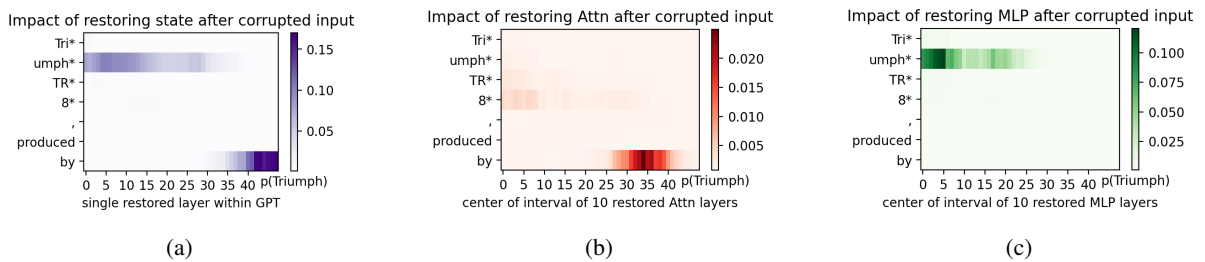 Impact of restoring state after corrupted input
Tri*
umph*
TR*
8*
,
produced
by
0 5 10 15 20 25 30 35 40
p(Triumph)
single restored layer within GPT
0.15
0.10
0.05
(a)
Impact of restoring Attn after corrupted input
Tri*
umph*
TR*
8*
,
produced
by
0 5 10 15 20 25 30 35 40
p(Triumph)
center of interval of 10 restored Attn layers
0.020
0.015
0.010
0.005
(b)
Impact of restoring MLP after corrupted input
Tri*
umph*
TR*
8*
,
produced
by
0 5 10 15 20 25 30 35 40
p(Triumph)
center of interval of 10 restored MLP layers
0.100
0.075
0.050
0.025
(c)